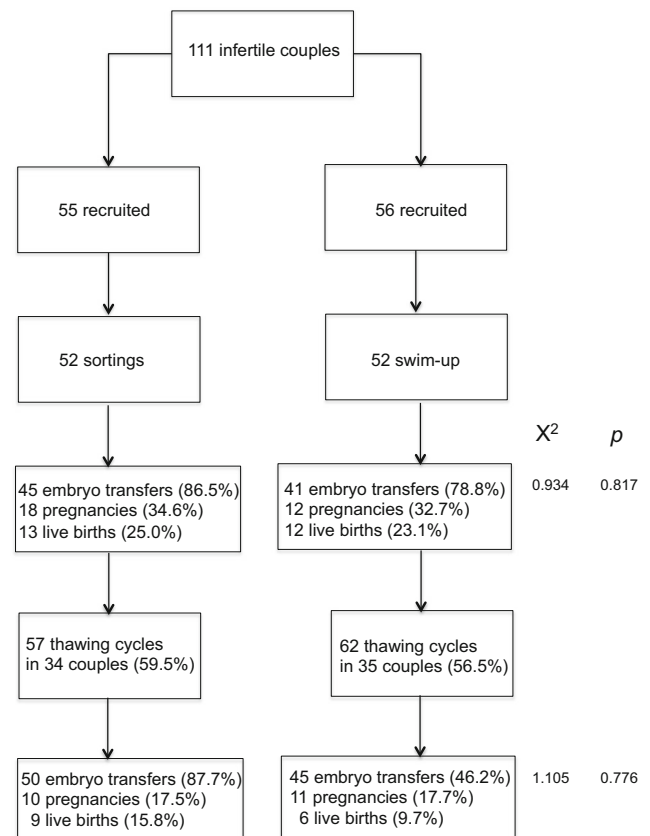 111 infertile couples
55 recruited
56 recruited
52 sortings
52 swim-up
X² p
45 embryo transfers (86.5%)
18 pregnancies (34.6%)
13 live births (25.0%)
41 embryo transfers (78.8%)
12 pregnancies (32.7%)
12 live births (23.1%)
0.934 0.817
57 thawing cycles
in 34 couples (59.5%)
62 thawing cycles
in 35 couples (56.5%)
50 embryo transfers (87.7%)
10 pregnancies (17.5%)
9 live births (15.8%)
45 embryo transfers (46.2%)
11 pregnancies (17.7%)
6 live births (9.7%)
1.105 0.776